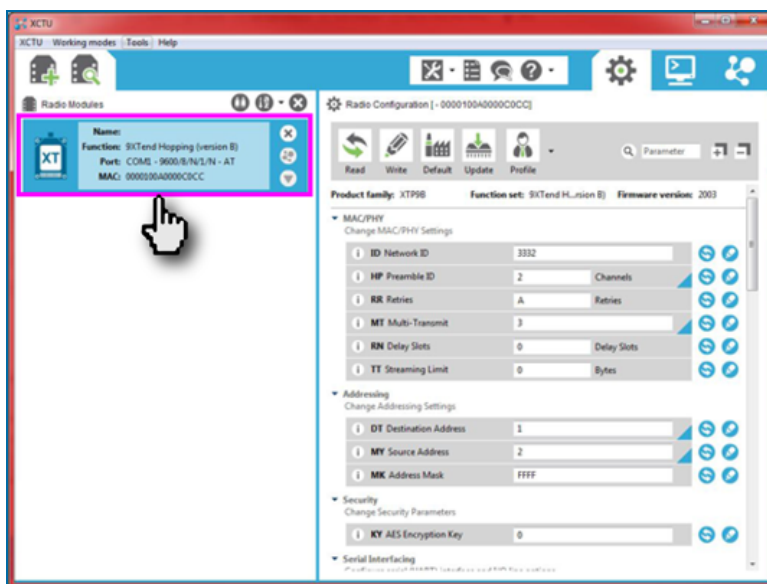 XCTU
XCTU Working modes Tools Help
Radio Modules
XT
Name:
Function: 9XTend Hopping (version B)
Port: COM1 - 9600/8/N/1/N - AT
MAC: 0000100A0000C0CC
Radio Configuration [ - 0000100A0000C0CC]
Read Write Default Update Profile
Parameter
Product family: XTP9B Function set: 9XTend H...rsion B) Firmware version: 2003
MAC/PHY
Change MAC/PHY Settings
ID Network ID 3332
HP Preamble ID 2 Channels
RR Retries A Retries
MT Multi-Transmit 3
RN Delay Slots 0 Delay Slots
TT Streaming Limit 0 Bytes
Addressing
Change Addressing Settings
DT Destination Address 1
MY Source Address 2
MK Address Mask FFFF
Security
Change Security Parameters
KY AES Encryption Key 0
Serial Interfacing